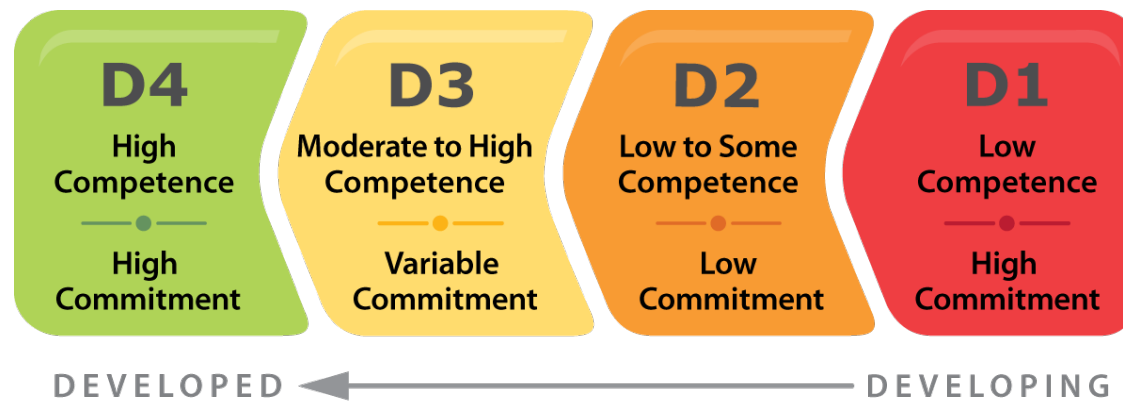 D4
High
Competence
High
Commitment
D3
Moderate to High
Competence
Variable
Commitment
D2
Low to Some
Competence
Low
Commitment
D1
Low
Competence
High
Commitment
DEVELOPED
DEVELOPING